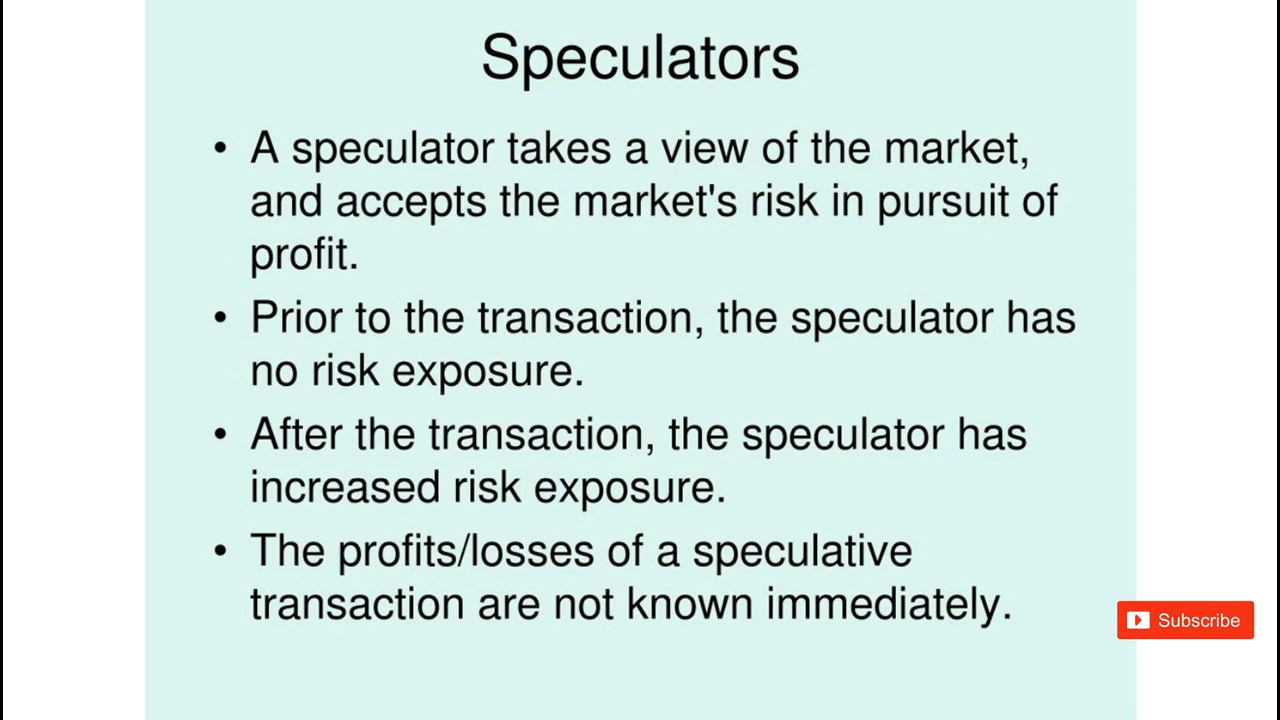 Speculators
• A speculator takes a view of the market,
and accepts the market's risk in pursuit of
profit.
• Prior to the transaction, the speculator has
no risk exposure.
• After the transaction, the speculator has
increased risk exposure.
• The profits/losses of a speculative
transaction are not known immediately.
Subscribe